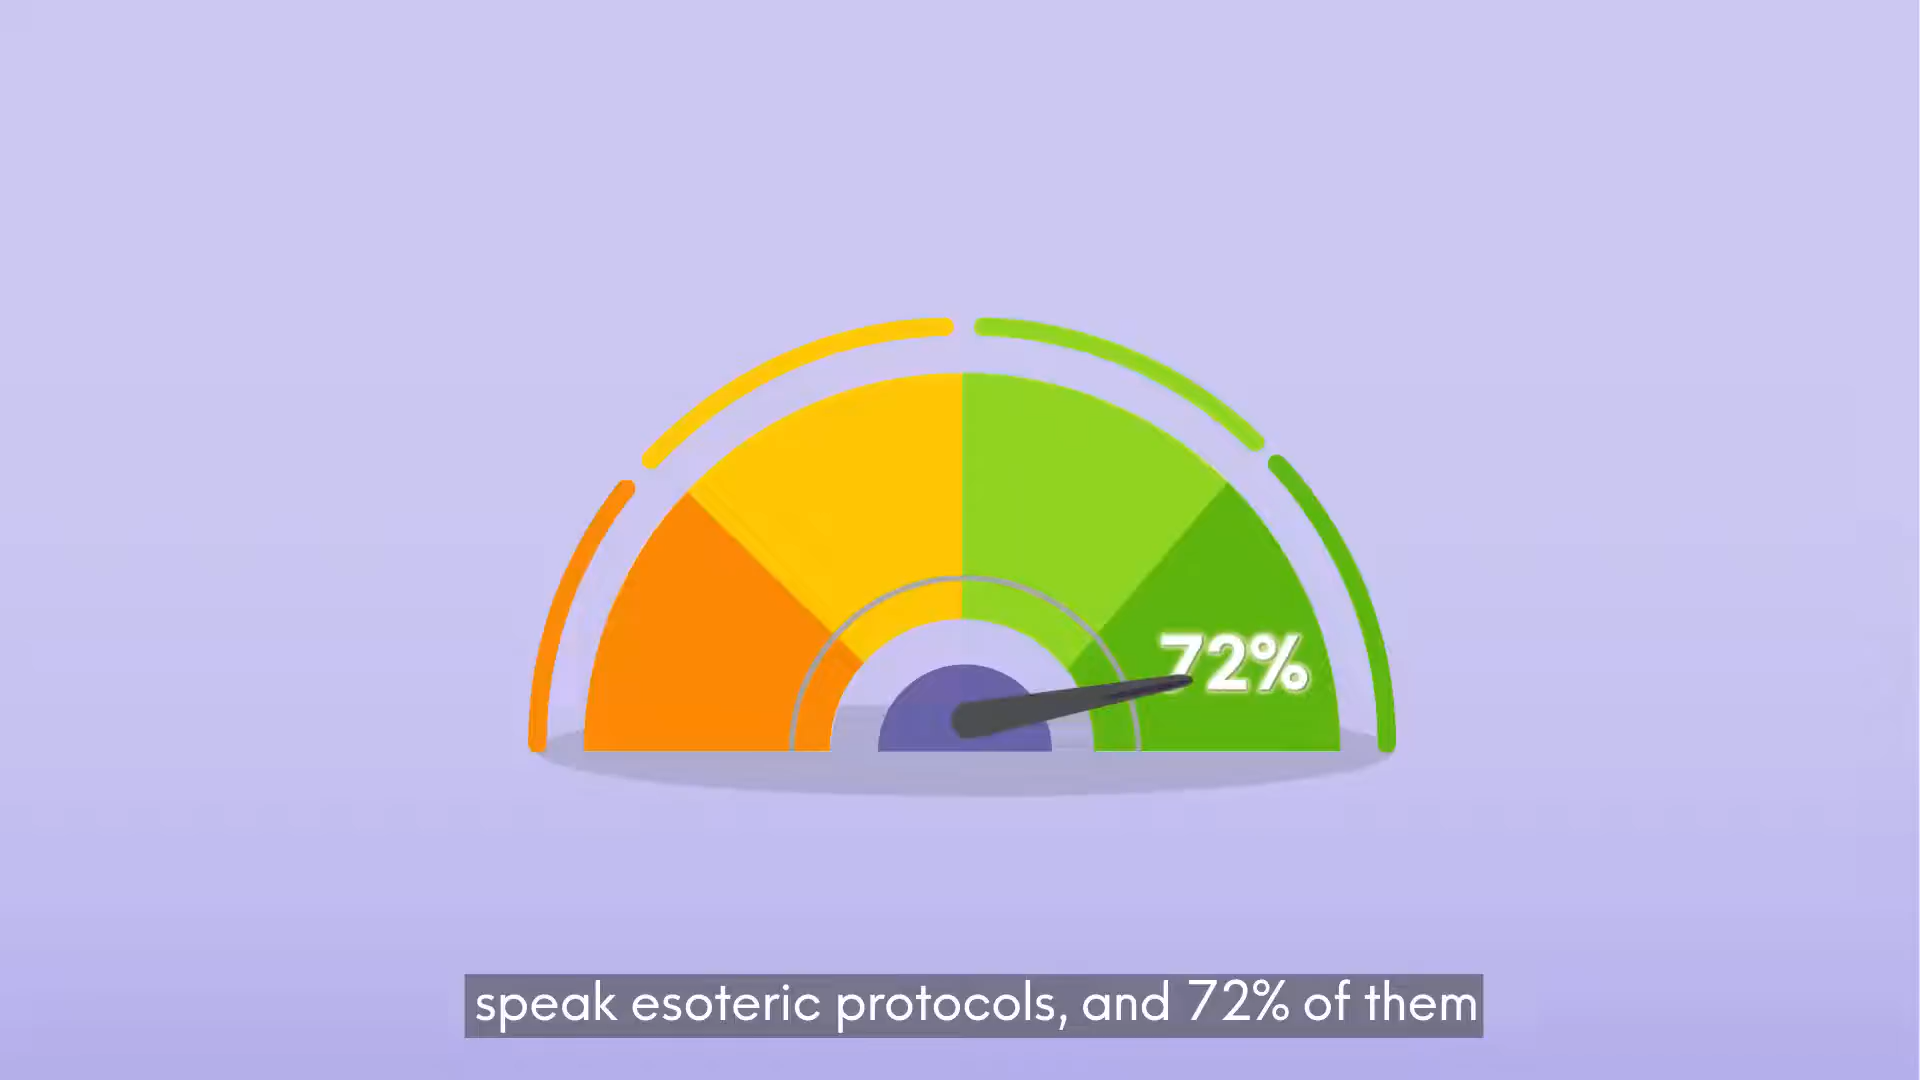 72%
speak esoteric protocols, and 72% of them